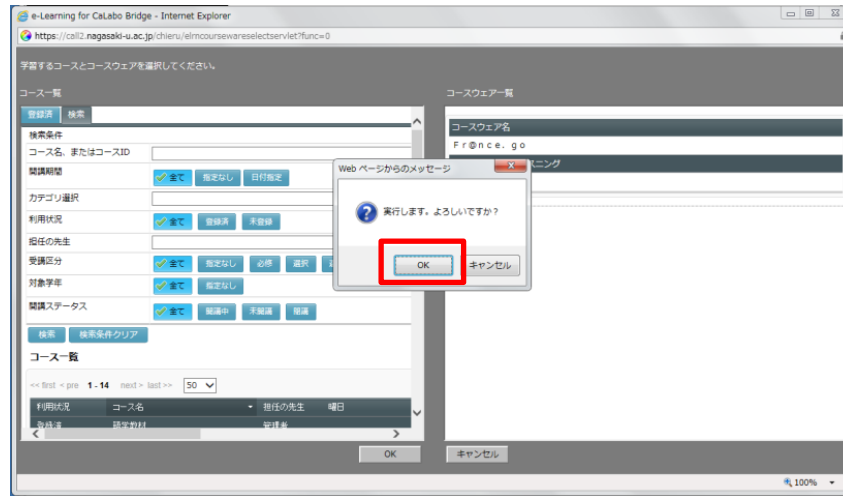 e-Learning for CaLabo Bridge - Internet Explorer
https://call2.nagasaki-u.ac.jp/chieru/elrncoursewareselectservlet?func=0
学習するコースとコースウェアを選択してください。
コース一覧
登録済 検索
検索条件
コース名、またはコースID
開講期間 全て 指定なし 日付指定
カテゴリ選択
利用状況 全て 登録済 未登録
担任の先生
受講区分 全て 指定なし 必修 選択
対象学年 全て 指定なし
開講ステータス 全て 開講中 未開講 閉講
検索 検索条件クリア
コース一覧
<< first < pre 1 - 14 next > last >> 50
利用状況 コース名 担任の先生 曜日
登録済 語学教材 管理者
OK
コースウェア一覧
コースウェア名
Fr@nce. go
スニング
Web ページからのメッセージ
実行します。よろしいですか?
OK キャンセル
キャンセル
100%